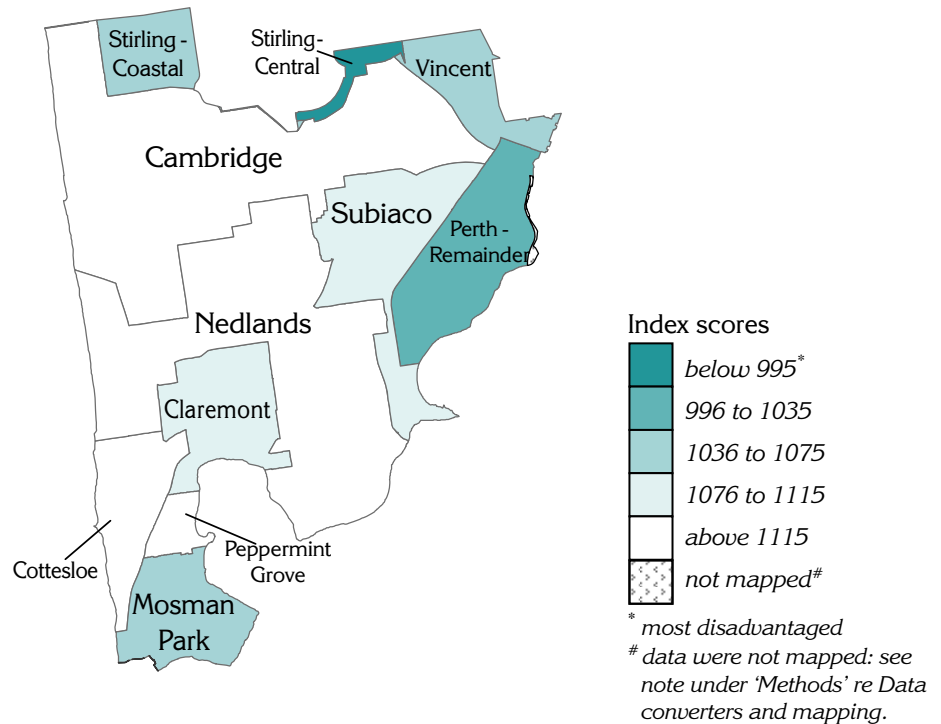 Stirling -
Coastal
Stirling-
Central
Vincent
Cambridge
Subiaco
Perth -
Remainder
Nedlands
Claremont
Cottesloe
Peppermint
Grove
Mosman
Park
Index scores
below 995*
996 to 1035
1036 to 1075
1076 to 1115
above 1115
not mapped#
* most disadvantaged
# data were not mapped: see
note under ‘Methods’ re Data
converters and mapping.